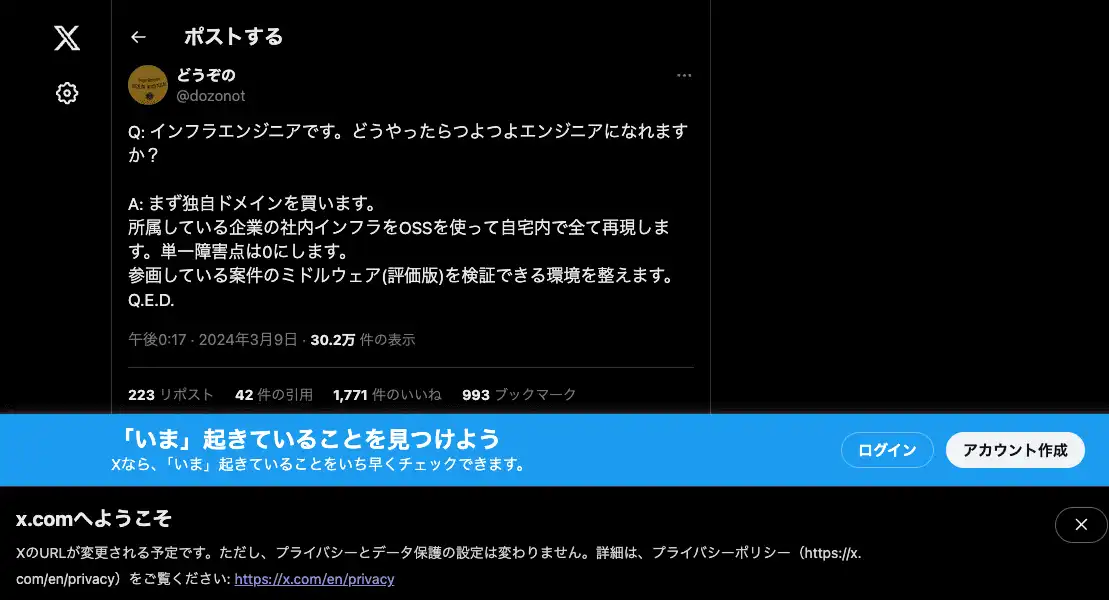 ポストする
どうぞの
@dozonot
Q: インフラエンジニアです。どうやったらつよつよエンジニアになれます
か？
A: まず独自ドメインを買います。
所属している企業の社内インフラをOSSを使って自宅内で全て再現しま
す。単一障害点は0にします。
参画している案件のミドルウェア(評価版)を検証できる環境を整えます。
Q.E.D.
午後0:17 · 2024年3月9日 · 30.2万 件の表示
223 リポスト 42 件の引用 1,771 件のいいね 993 ブックマーク
「いま」起きていることを見つけよう
Xなら、「いま」起きていることをいち早くチェックできます。
ログイン
アカウント作成
x.comへようこそ
XのURLが変更される予定です。ただし、プライバシーとデータ保護の設定は変わりません。詳細は、プライバシーポリシー（https://x.
com/en/privacy）をご覧ください: https://x.com/en/privacy